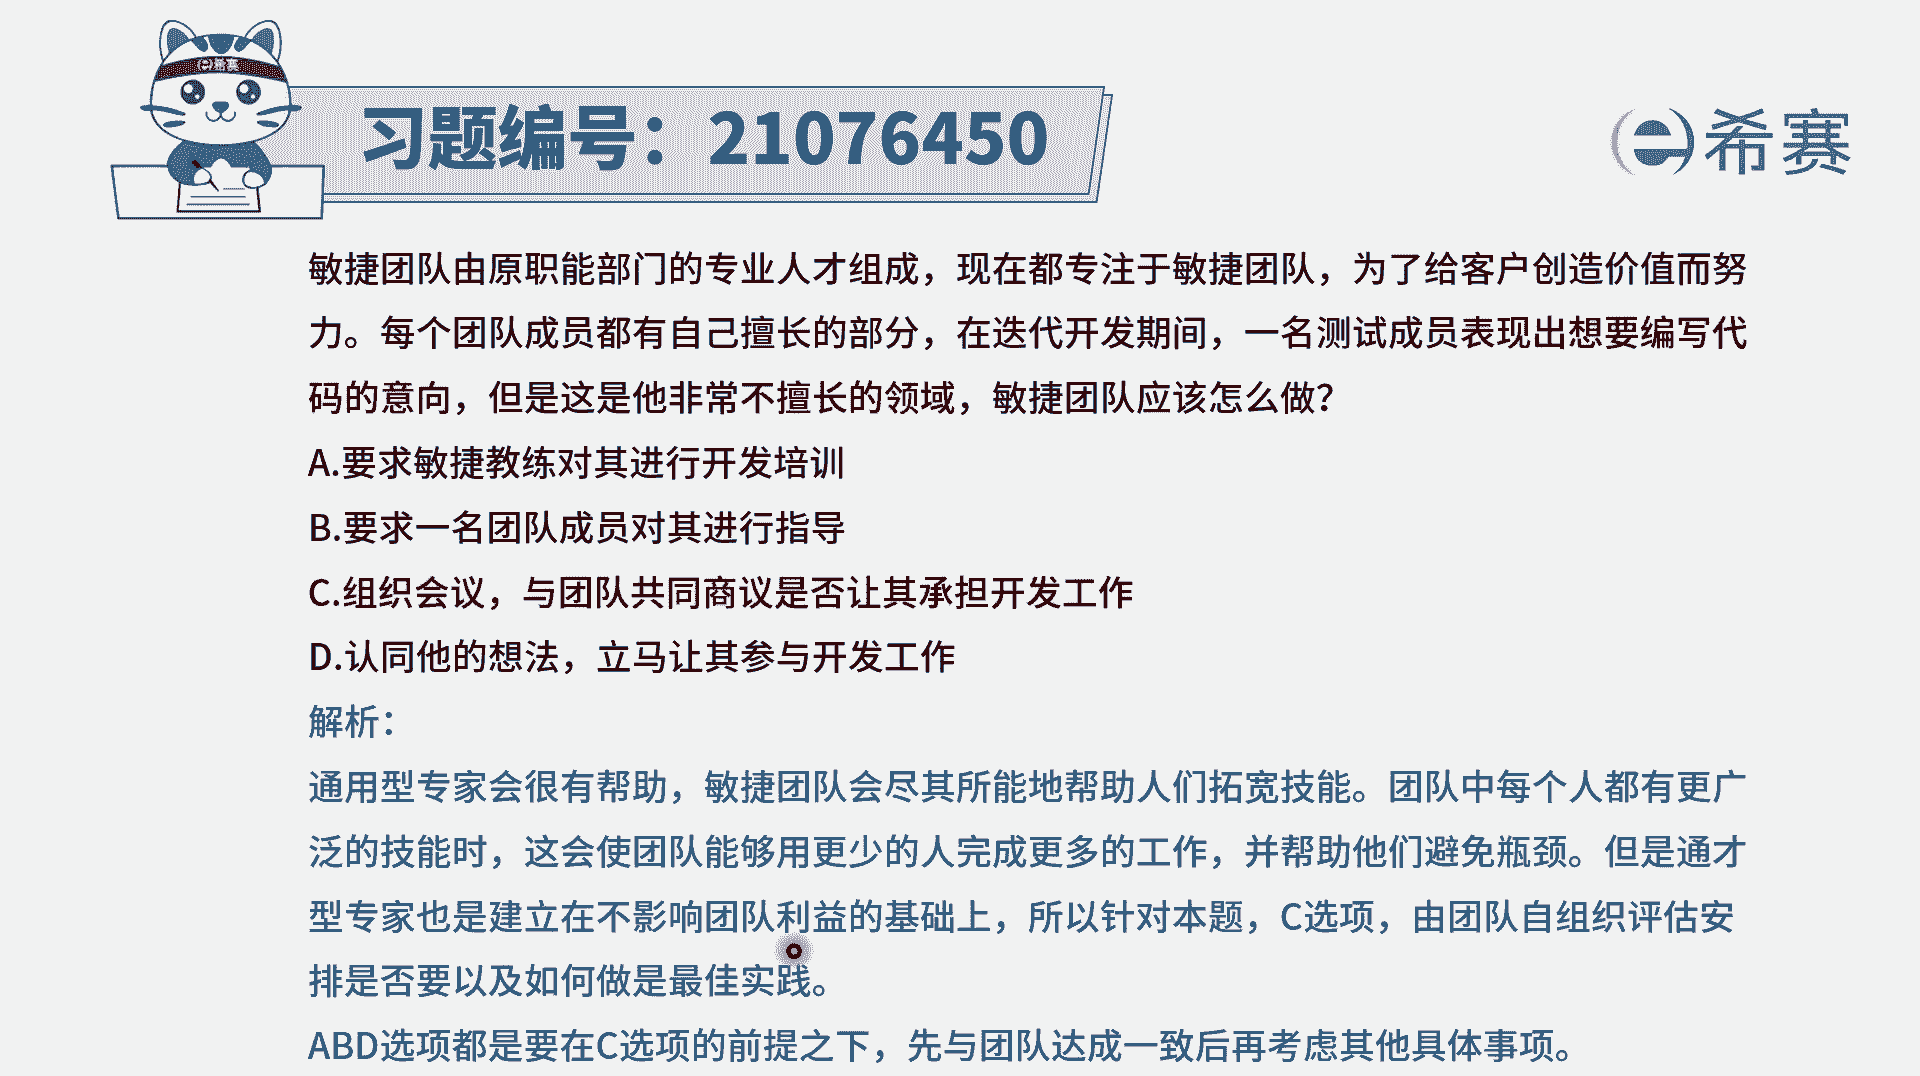 希赛
习题编号：21076450
希赛
敏捷团队由原职能部门的专业人才组成，现在都专注于敏捷团队，为了给客户创造价值而努
力。每个团队成员都有自己擅长的部分，在迭代开发期间，一名测试成员表现出想要编写代
码的意向，但是这是他非常不擅长的领域，敏捷团队应该怎么做？
A.要求敏捷教练对其进行开发培训
B.要求一名团队成员对其进行指导
C.组织会议，与团队共同商议是否让其承担开发工作
D.认同他的想法，立马让其参与开发工作
解析：
通用型专家会很有帮助，敏捷团队会尽其所能地帮助人们拓宽技能。团队中每个人都有更广
泛的技能时，这会使团队能够用更少的人完成更多的工作，并帮助他们避免瓶颈。但是通才
型专家也是建立在不影响团队利益的基础上，所以针对本题，C选项，由团队自组织评估安
排是否要以及如何做是最佳实践。
ABD选项都是要在C选项的前提之下，先与团队达成一致后再考虑其他具体事项。